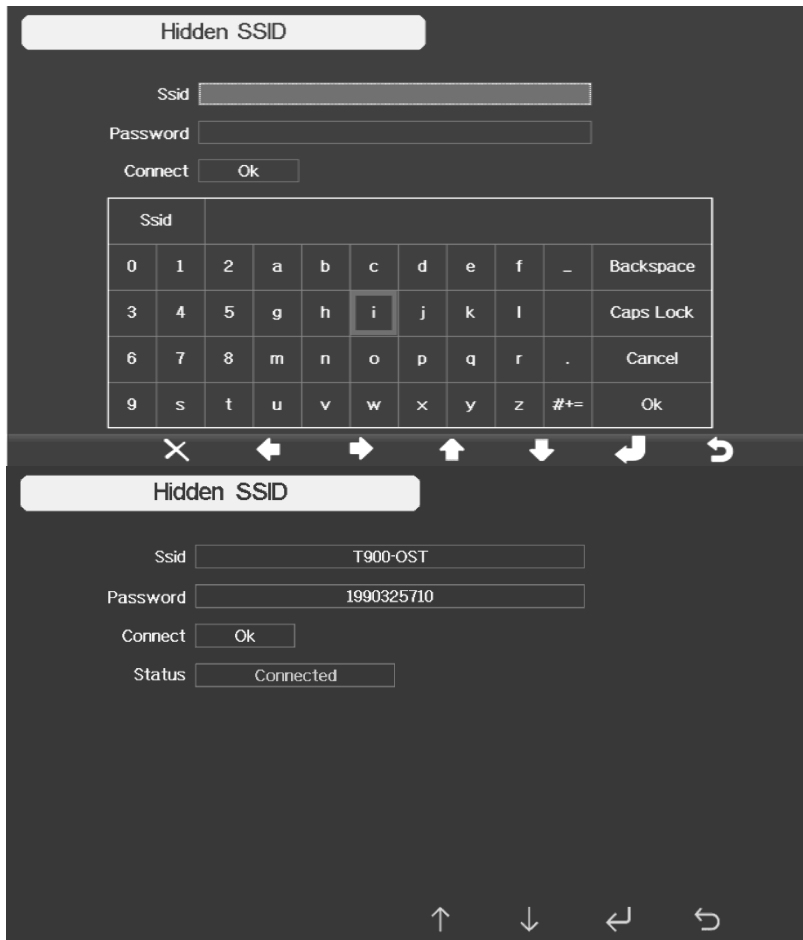 Hidden SSID
Ssid
Password
Connect Ok
Ssid
0 1 2 a b c d e f _ Backspace
3 4 5 g h i j k l Caps Lock
6 7 8 m n o p q r . Cancel
9 s t u v w x y z #+= Ok
Hidden SSID
Ssid T900-OST
Password 1990325710
Connect Ok
Status Connected